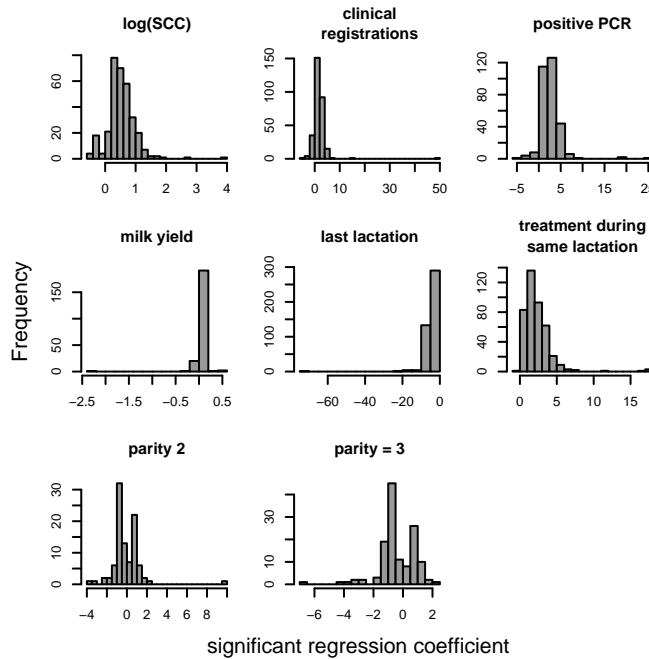 log(SCC)
clinical
registrations
positive PCR
0 20 60
0 1 2 3 4
0 50 100 150
0 10 30 50
0 40 80 120
−5 5 15 25
milk yield
last lactation
treatment during
same lactation
Frequency
0 50 150
−2.5 −1.5 −0.5 0.5
0 100 200 300
−60 −40 −20 0
0 40 80 120
0 5 10 15
parity 2
parity = 3
0 10 20 30
−4 0 2 4 8
0 10 30
−6 −4 −2 0 2
significant regression coefficient